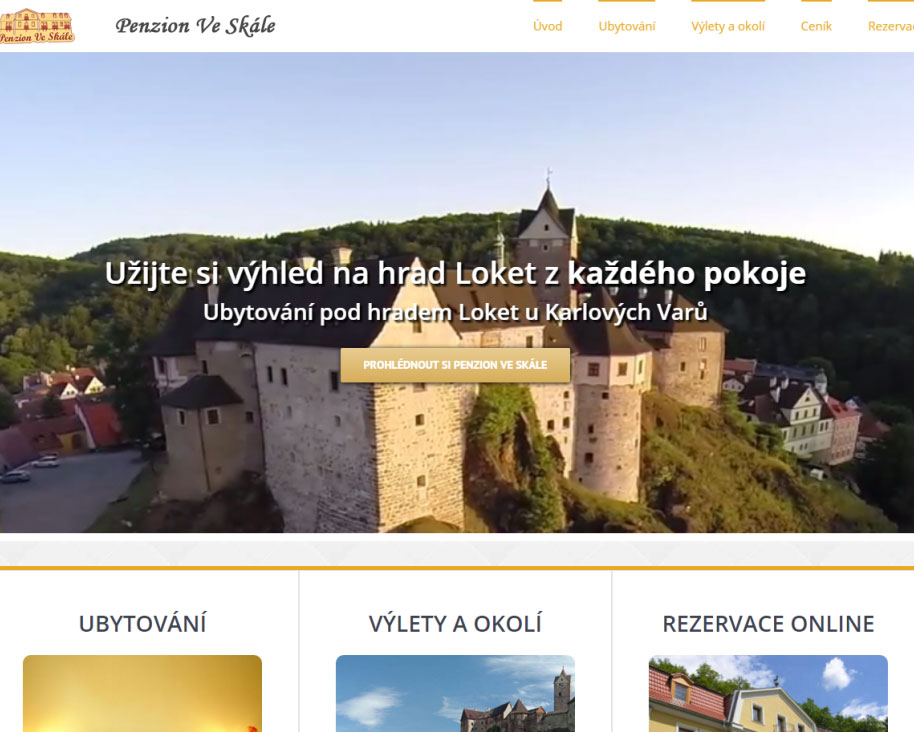 Penzion Ve Skále
Penzion Ve Skále
Úvod
Ubytování
Výlety a okolí
Ceník
Užijte si výhled na hrad Loket z každého pokoje
Ubytování pod hradem Loket u Karlových Varů
PROHLÉDNOUT SI PENZION VE SKÁLE
UBYTOVÁNÍ
VÝLETY A OKOLÍ
REZERVACE ONLINE